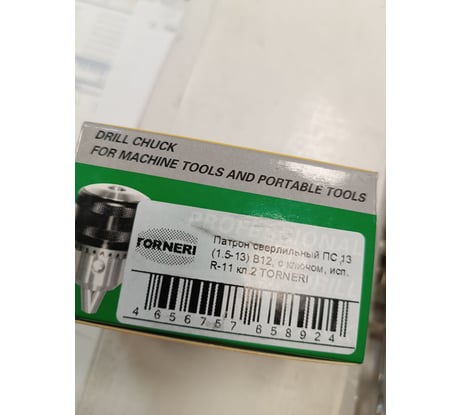 DRILL CHUCK
FOR MACHINE TOOLS AND PORTABLE TOOLS
PROFESSIONAL
TORNERI
Патрон сверлильный ПС 13
(1.5-13) В12, с ключом, исп.
R-11 кл.2 TORNERI
4 656757 658924